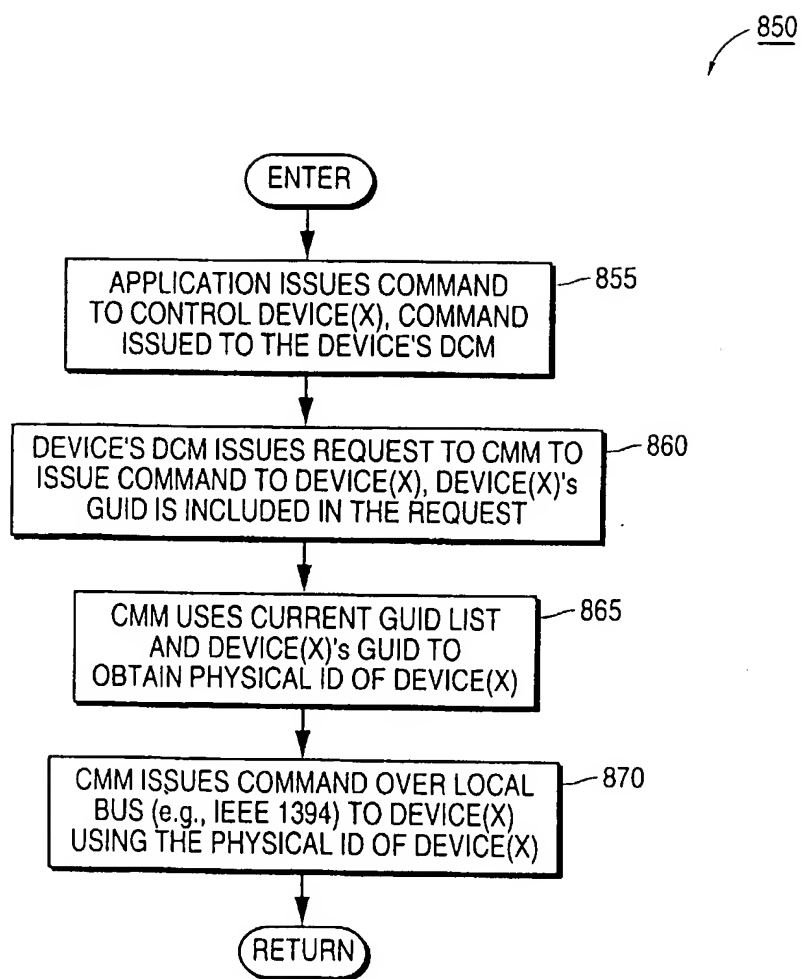 850
ENTER
APPLICATION ISSUES COMMAND
TO CONTROL DEVICE(X), COMMAND
ISSUED TO THE DEVICE'S DCM
855
DEVICE'S DCM ISSUES REQUEST TO CMM TO
ISSUE COMMAND TO DEVICE(X), DEVICE(X)'s
GUID IS INCLUDED IN THE REQUEST
860
CMM USES CURRENT GUID LIST
AND DEVICE(X)'s GUID TO
OBTAIN PHYSICAL ID OF DEVICE(X)
865
CMM ISSUES COMMAND OVER LOCAL
BUS (e.g., IEEE 1394) TO DEVICE(X)
USING THE PHYSICAL ID OF DEVICE(X)
870
RETURN